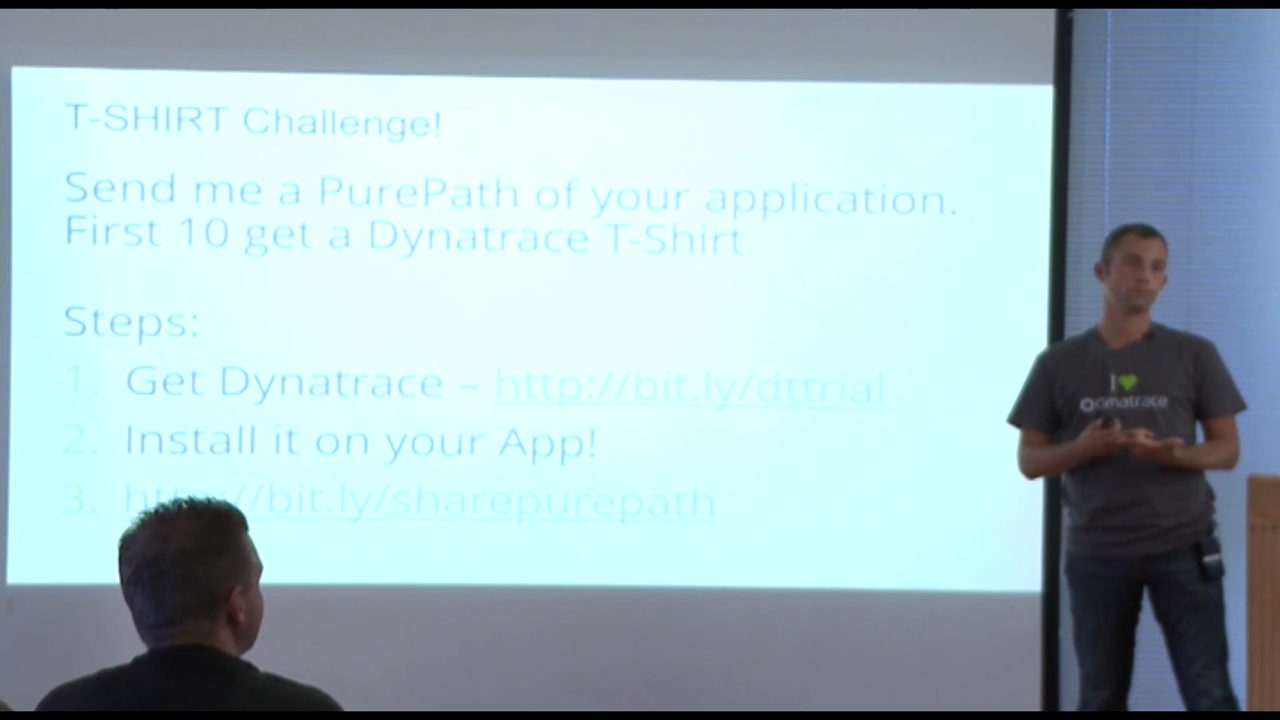 T-SHIRT Challenge!
Send me a PurePath of your application.
First 10 get a Dynatrace T-Shirt
Steps:
1. Get Dynatrace – http://bit.ly/dttrial
2. Install it on your App!
3. http://bit.ly/sharepurepath
I
dynatrace